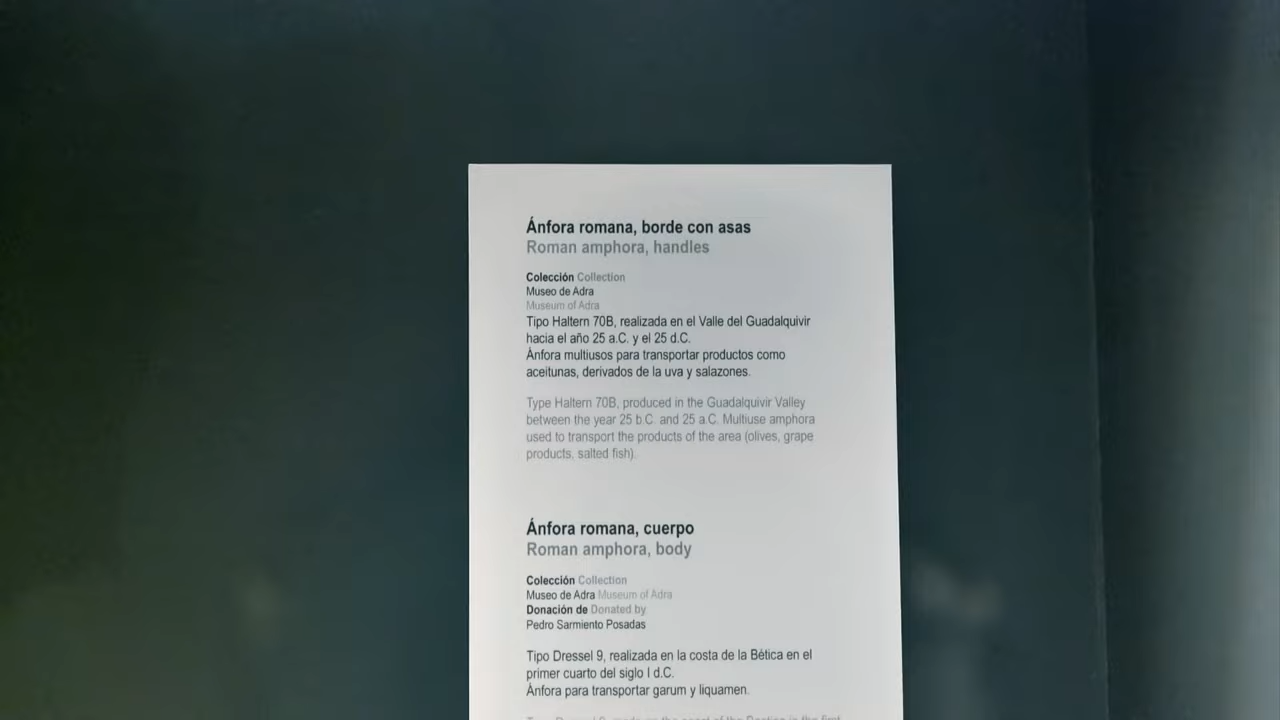 Ánfora romana, borde con asas
Roman amphora, handles
Colección Collection
Museo de Adra
Museum of Adra
Tipo Haltern 70B, realizada en el Valle del Guadalquivir
hacia el año 25 a.C. y el 25 d.C.
Ánfora multiusos para transportar productos como
aceitunas, derivados de la uva y salazones.
Type Haltern 70B, produced in the Guadalquivir Valley
between the year 25 b.C. and 25 a.C. Multiuse amphora
used to transport the products of the area (olives, grape
products, salted fish).
Ánfora romana, cuerpo
Roman amphora, body
Colección Collection
Museo de Adra Museum of Adra
Donación de Donated by
Pedro Sarmiento Posadas
Tipo Dressel 9, realizada en la costa de la Bética en el
primer cuarto del siglo I d.C.
Ánfora para transportar garum y liquamen.